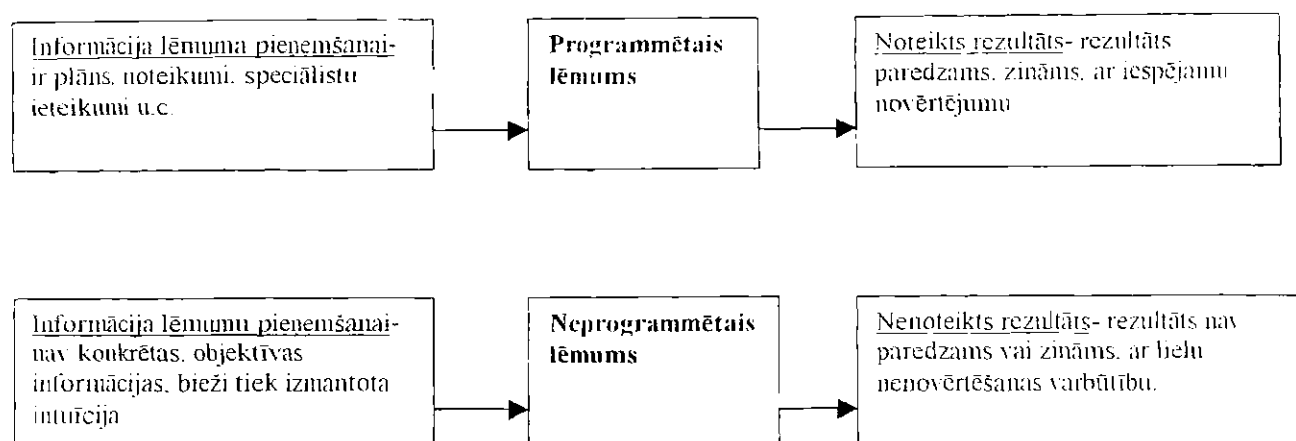 Informācija lēmuma pieņemšanai-
ir plāns, noteikumi, speciālistu
ieteikumi u.c.
Programmētais
lēmums
Noteikts rezultāts- rezultāts
paredzams, zināms, ar iespējamu
novērtējumu
Informācija lēmumu pieņemšanai-
nav konkrētas, objektīvas
informācijas, bieži tiek izmantota
intuīcija
Neprogrammētais
lēmums
Nenoteikts rezultāts- rezultāts nav
paredzams vai zināms, ar lielu
nenovērtēšanas varbūtību.